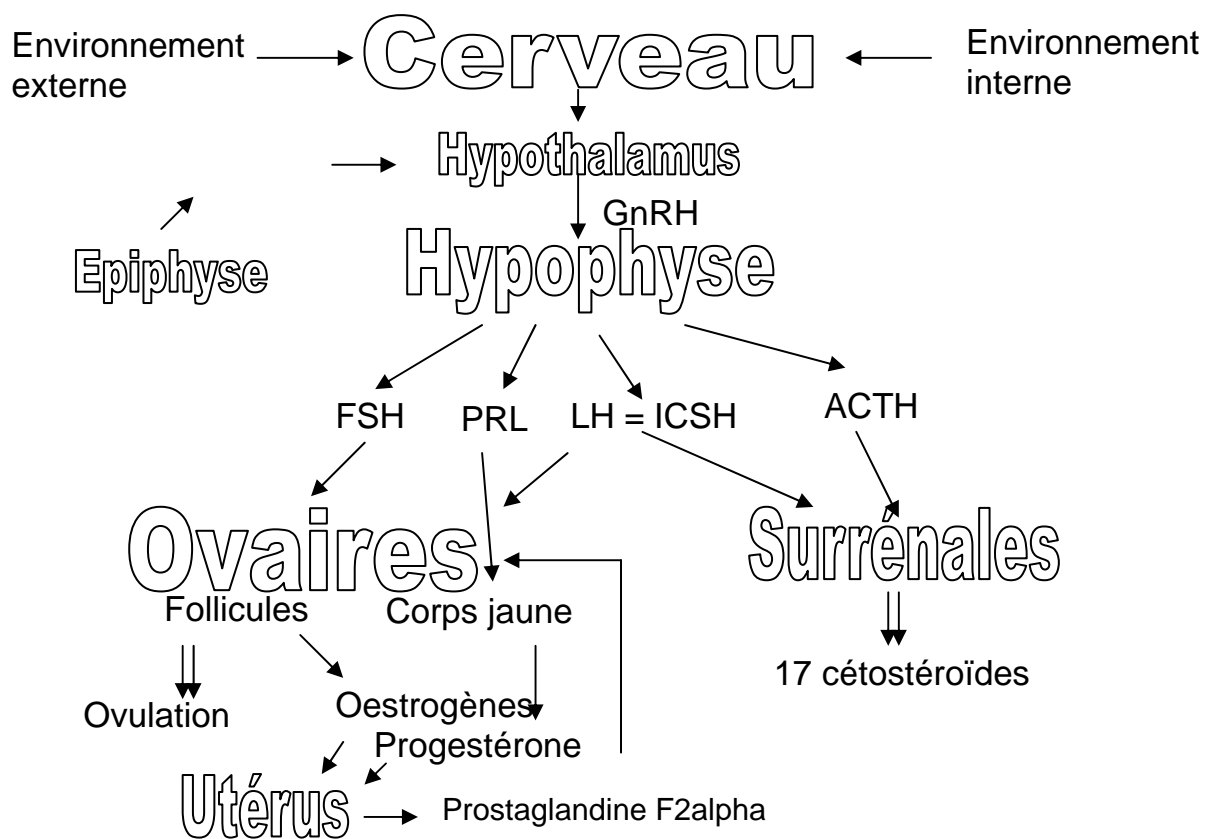 Environnement
externe
Cerveau
Environnement
interne
Hypothalamus
GnRH
Epiphyse
Hypophyse
FSH
PRL
LH = ICSH
ACTH
Ovaires
Surrénales
Follicules
Corps jaune
17 cétostéroïdes
Ovulation
Oestrogènes
Progestérone
Utérus
Prostaglandine F2alpha